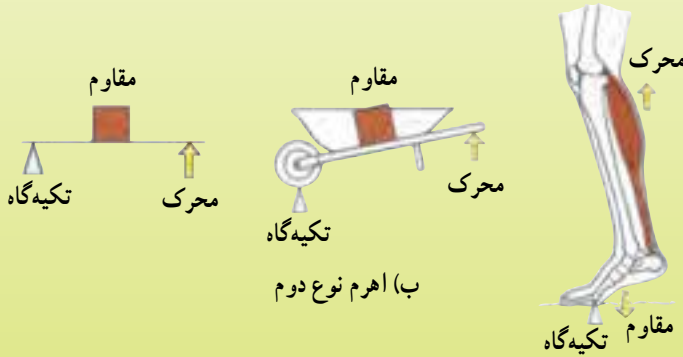 محرک
مقاوم
مقاوم
تکیه‌گاه
محرک
محرک
تکیه‌گاه
ب) اهرم نوع دوم
مقاوم
تکیه‌گاه